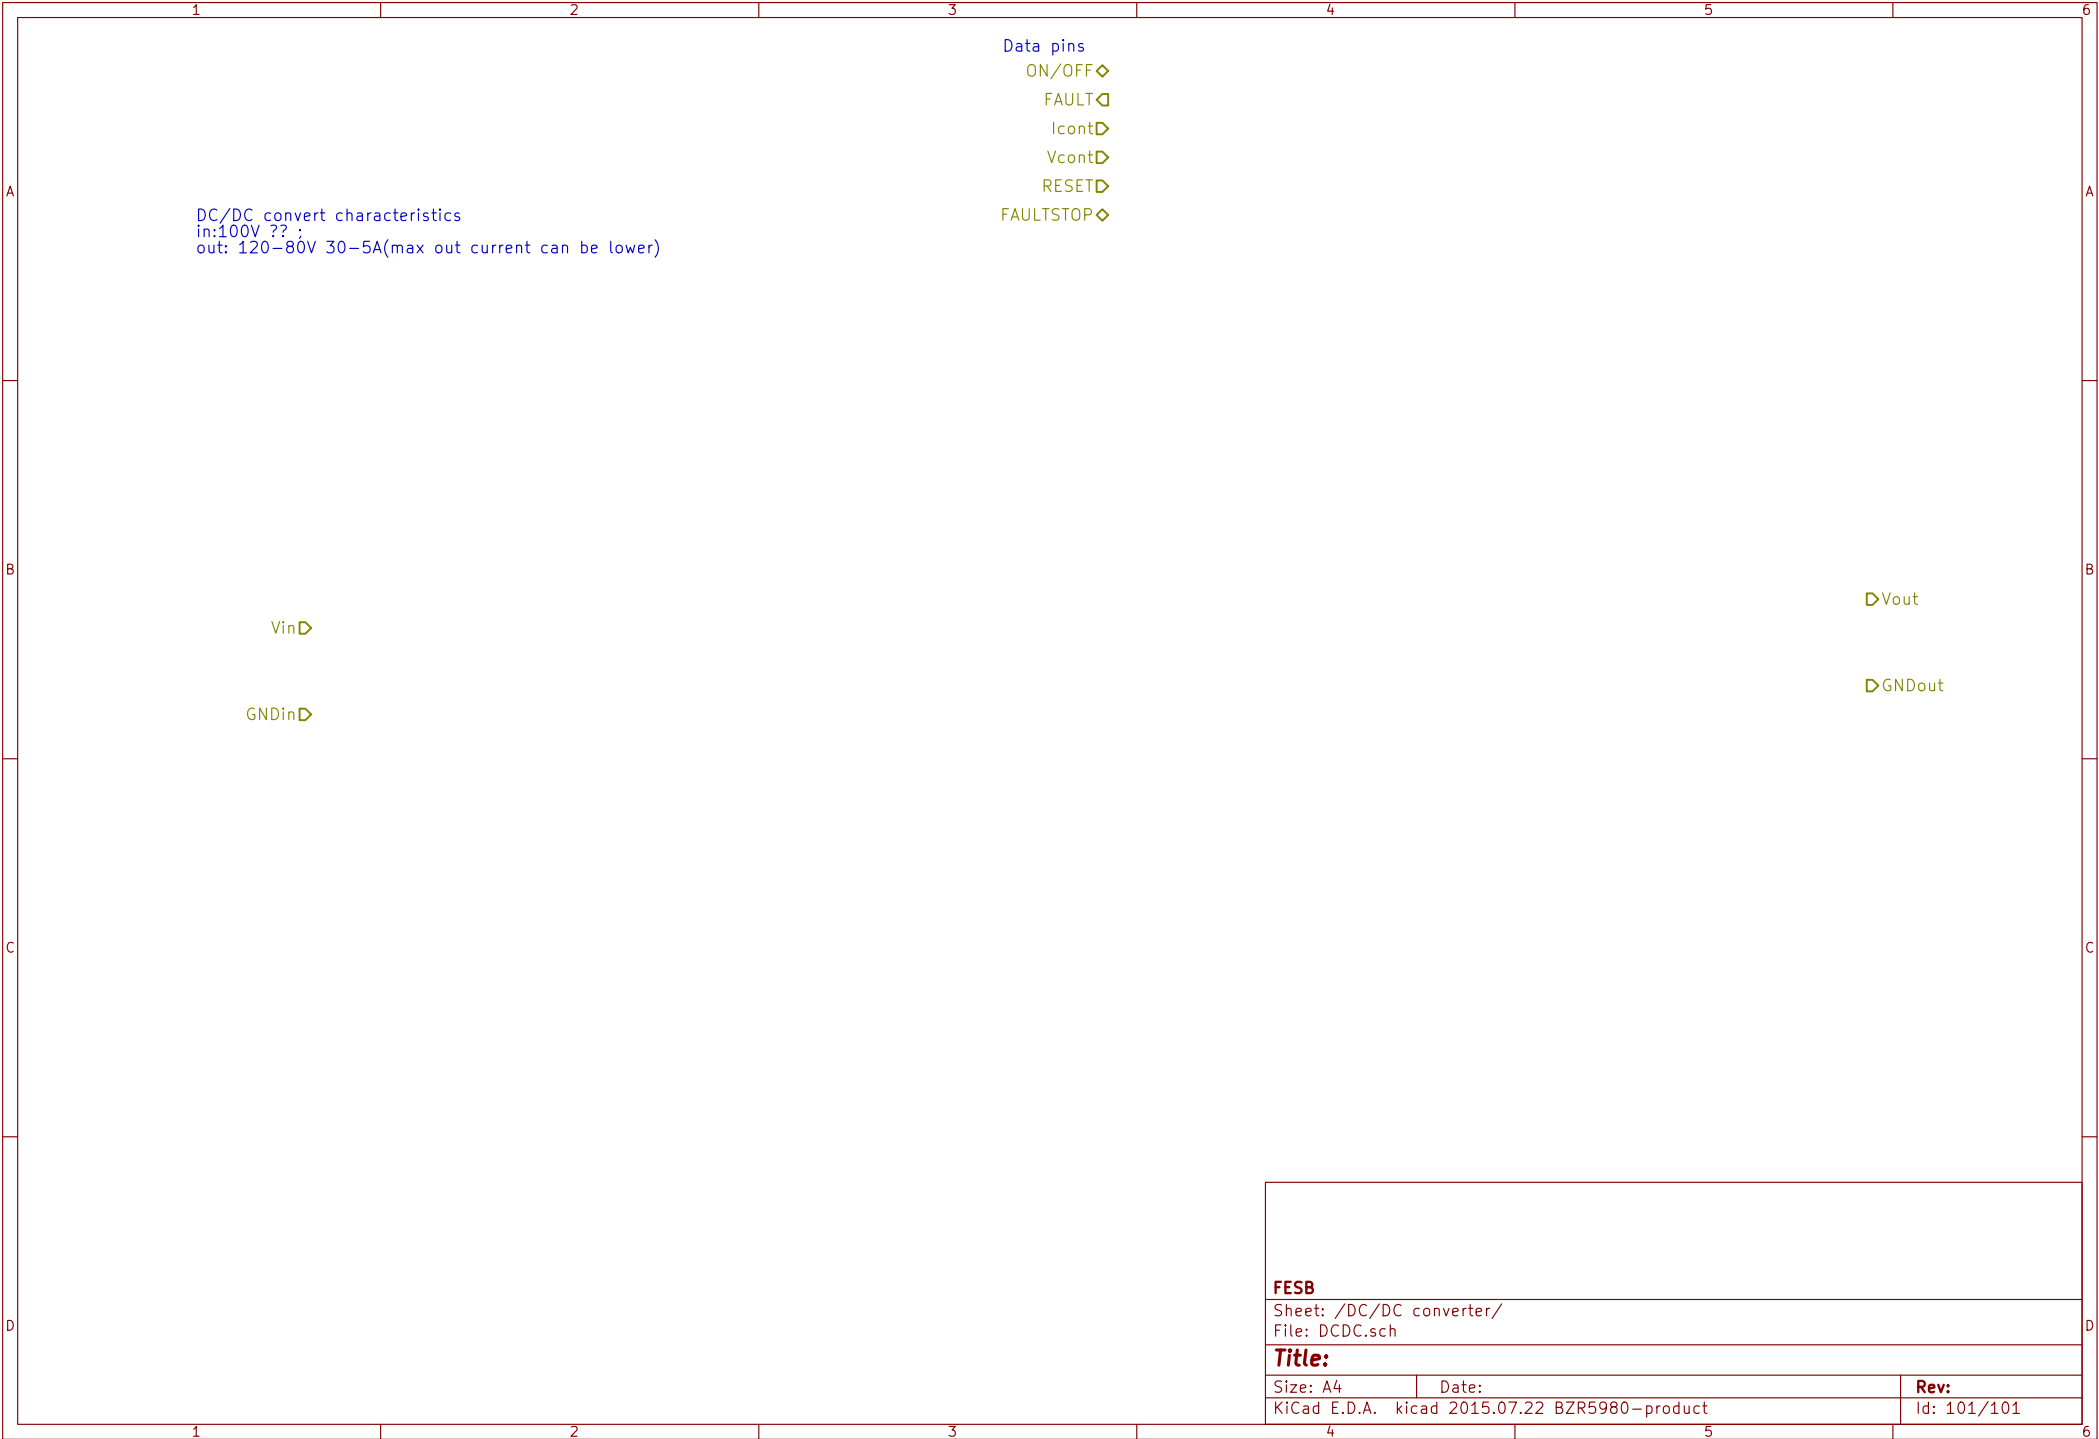 1 2 3 4 5 6
Data pins
ON/OFF
FAULT
Icont
Vcont
RESET
FAULTSTOP
A A
DC/DC convert characteristics
in:100V ?? ;
out: 120-80V 30-5A(max out current can be lower)
B B
Vout
Vin
GNDout
GNDin
C C
FESB
Sheet: /DC/DC converter/
File: DCDC.sch
D D
Title:
Size: A4 Date: Rev:
KiCad E.D.A. kicad 2015.07.22 BZR5980-product Id: 101/101
1 2 3 4 5 6